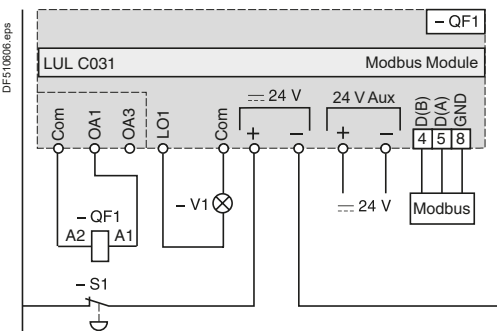 DF510606.eps
– QF1
LUL C031 Modbus Module
Com OA1 OA3 LO1 Com ⎓ 24 V 24 V Aux D(B) D(A) GND
+ – + – 4 5 8
– QF1
A2 A1
– V1
⎓ 24 V
Modbus
– S1